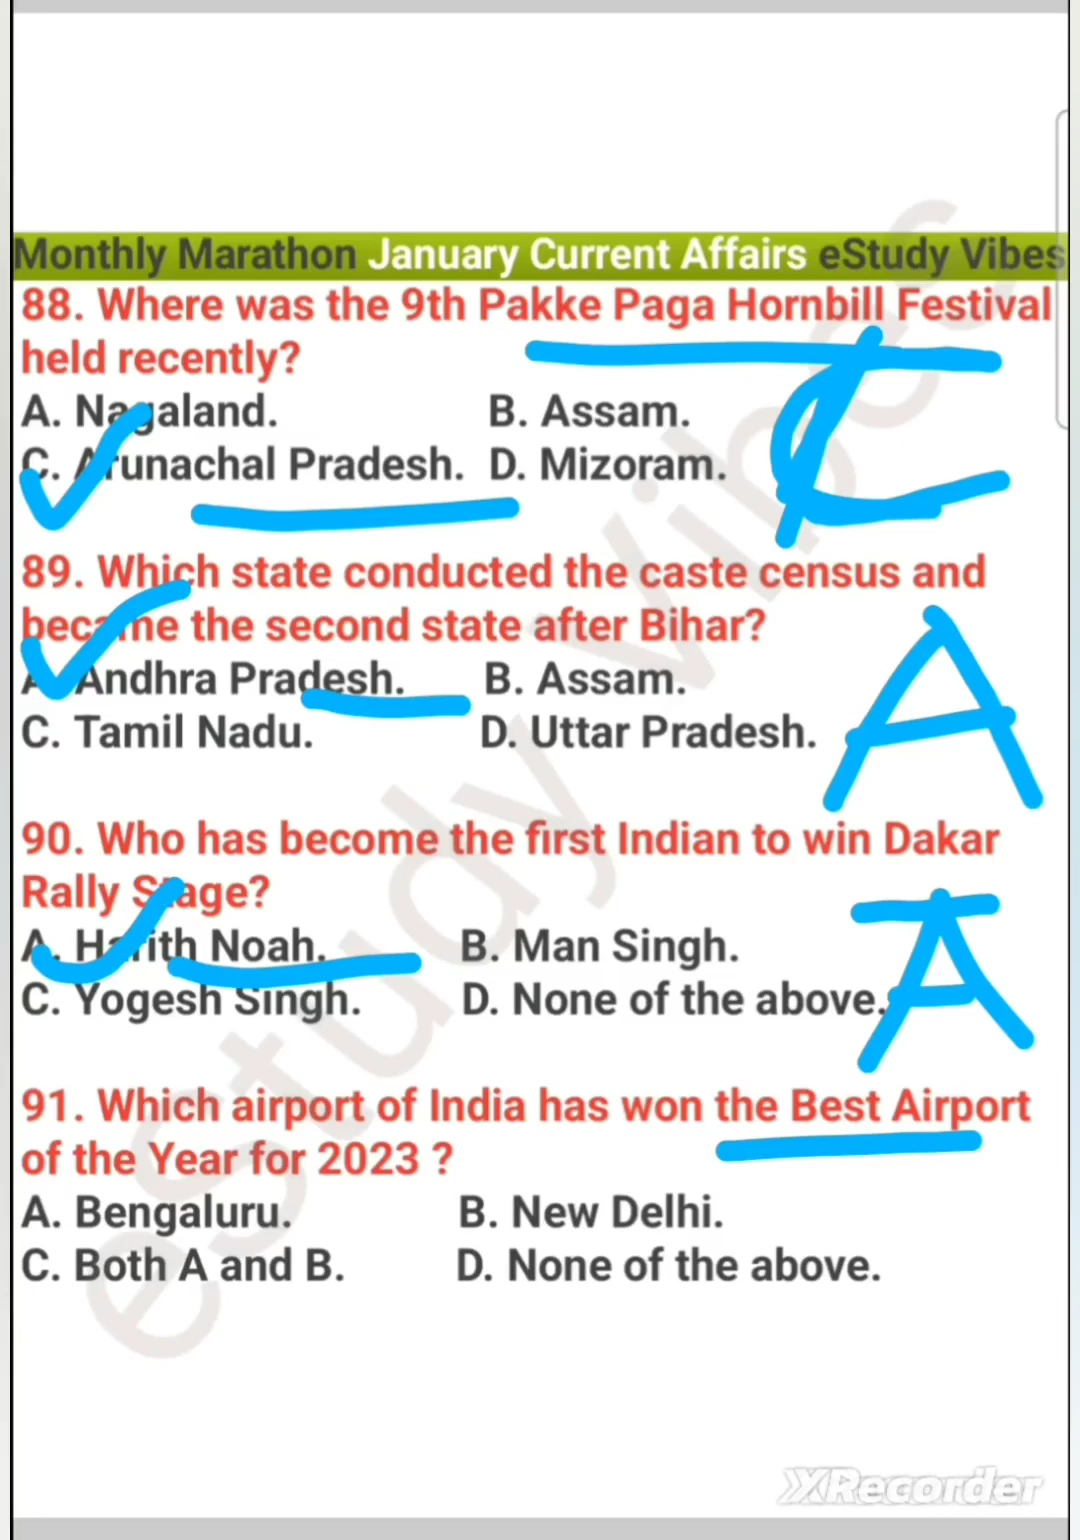 Monthly Marathon January Current Affairs eStudy Vibes
88. Where was the 9th Pakke Paga Hornbill Festival
held recently?
A. Nagaland. B. Assam.
C. Arunachal Pradesh. D. Mizoram.
C
89. Which state conducted the caste census and
became the second state after Bihar?
A. Andhra Pradesh. B. Assam.
C. Tamil Nadu. D. Uttar Pradesh.
A
90. Who has become the first Indian to win Dakar
Rally Stage?
A. Harith Noah. B. Man Singh.
C. Yogesh Singh. D. None of the above.
A
91. Which airport of India has won the Best Airport
of the Year for 2023 ?
A. Bengaluru. B. New Delhi.
C. Both A and B. D. None of the above.
eStudy Vibes
XRecorder